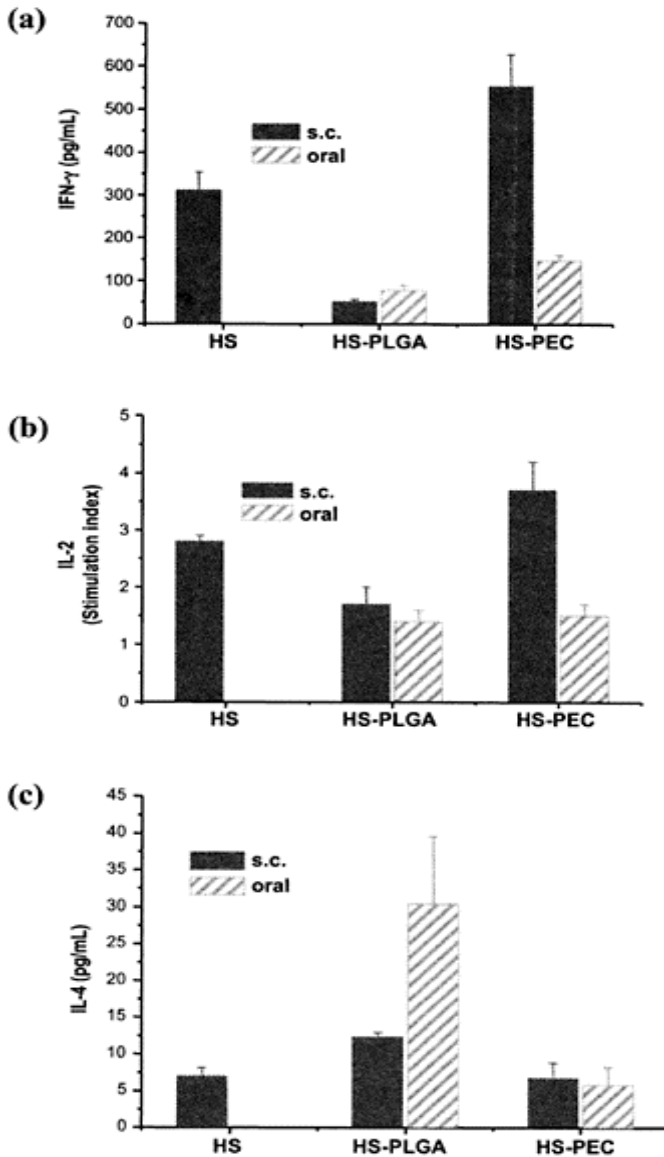 (a)
700
600
500
400
300
200
100
0
IFN-γ (pg/mL)
s.c.
oral
HS
HS-PLGA
HS-PEC
(b)
5
4
3
2
1
0
IL-2
(Stimulation index)
s.c.
oral
HS
HS-PLGA
HS-PEC
(c)
45
40
35
30
25
20
15
10
5
0
IL-4 (pg/mL)
s.c.
oral
HS
HS-PLGA
HS-PEC